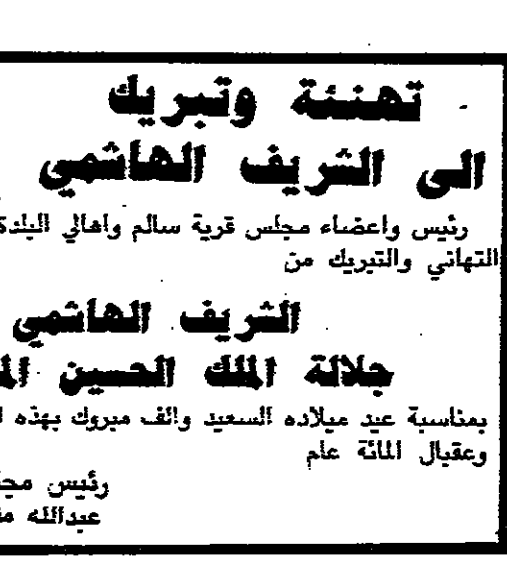 تهنئة وتبريك
الى الشريف الهاشمي
رئيس واعضاء مجلس قرية سالم واهالي البلدة
التهاني والتبريك من
الشريف الهاشمي
جلالة الملك الحسين
بمناسبة عيد ميلاده السعيد والف مبروك بهذه
وعقبال المائة عام
رئيس
عبدالله